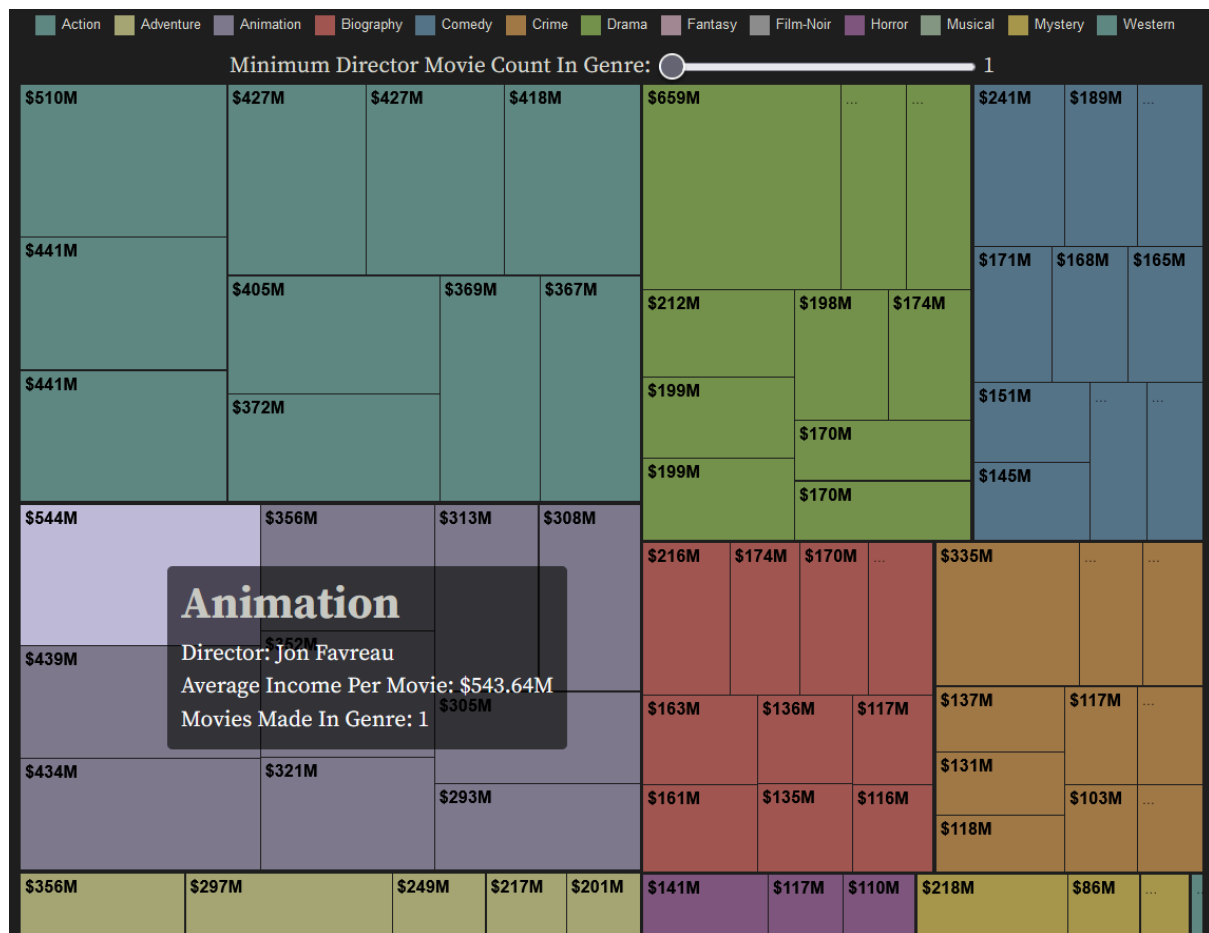 Action Adventure Animation Biography Comedy Crime Drama Fantasy Film-Noir Horror Musical Mystery Western
Minimum Director Movie Count In Genre: 1
$510M
$441M
$441M
$427M $427M $418M
$405M $369M $367M
$372M
$659M ... ...
$212M $198M $174M
$199M
$170M
$199M
$170M
$241M $189M ...
$171M $168M $165M
$151M ... ...
$145M
$544M $356M $313M $308M
Animation
$352M
Director: Jon Favreau
$439M
Average Income Per Movie: $543.64M
$305M
Movies Made In Genre: 1
$434M $321M
$293M
$216M $174M $170M ...
$163M $136M $117M
$161M $135M $116M
$335M ... ...
$137M $117M ...
$131M
$103M ...
$118M
$356M $297M $249M $217M $201M
$141M $117M $110M
$218M $86M ... ..